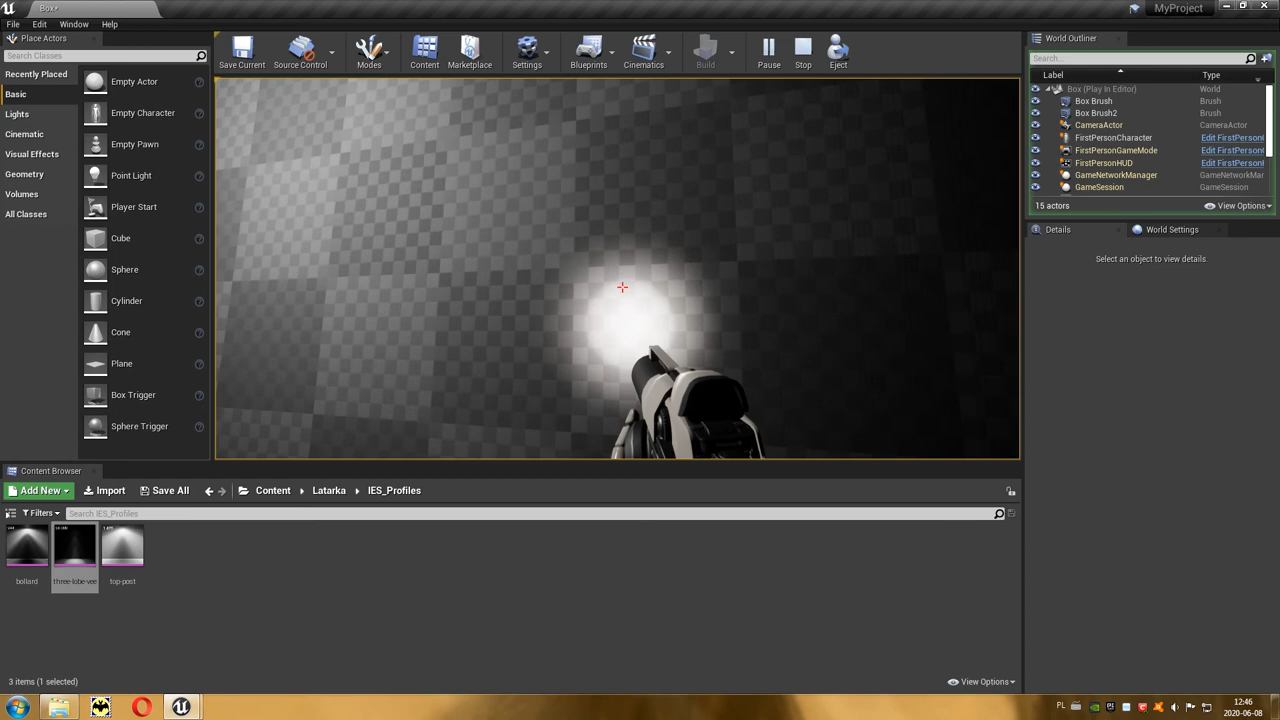 Box*
MyProject
File Edit Window Help
Place Actors
Search Classes
Recently Placed
Basic
Lights
Cinematic
Visual Effects
Geometry
Volumes
All Classes
Empty Actor
Empty Character
Empty Pawn
Point Light
Player Start
Cube
Sphere
Cylinder
Cone
Plane
Box Trigger
Sphere Trigger
Save Current
Source Control
Modes
Content
Marketplace
Settings
Blueprints
Cinematics
Build
Pause
Stop
Eject
World Outliner
Search...
Label Type
Box (Play In Editor) World
Box Brush Brush
Box Brush2 Brush
CameraActor CameraActor
FirstPersonCharacter Edit FirstPerson
FirstPersonGameMode Edit FirstPerson
FirstPersonHUD Edit FirstPerson
GameNetworkManager GameNetworkMar
GameSession GameSession
15 actors View Options
Details World Settings
Select an object to view details.
Content Browser
Add New Import Save All Content Latarka IES_Profiles
Filters Search IES_Profiles
bollard three-lobe-vee top-post
3 items (1 selected) View Options
PL
12:46
2020-06-08